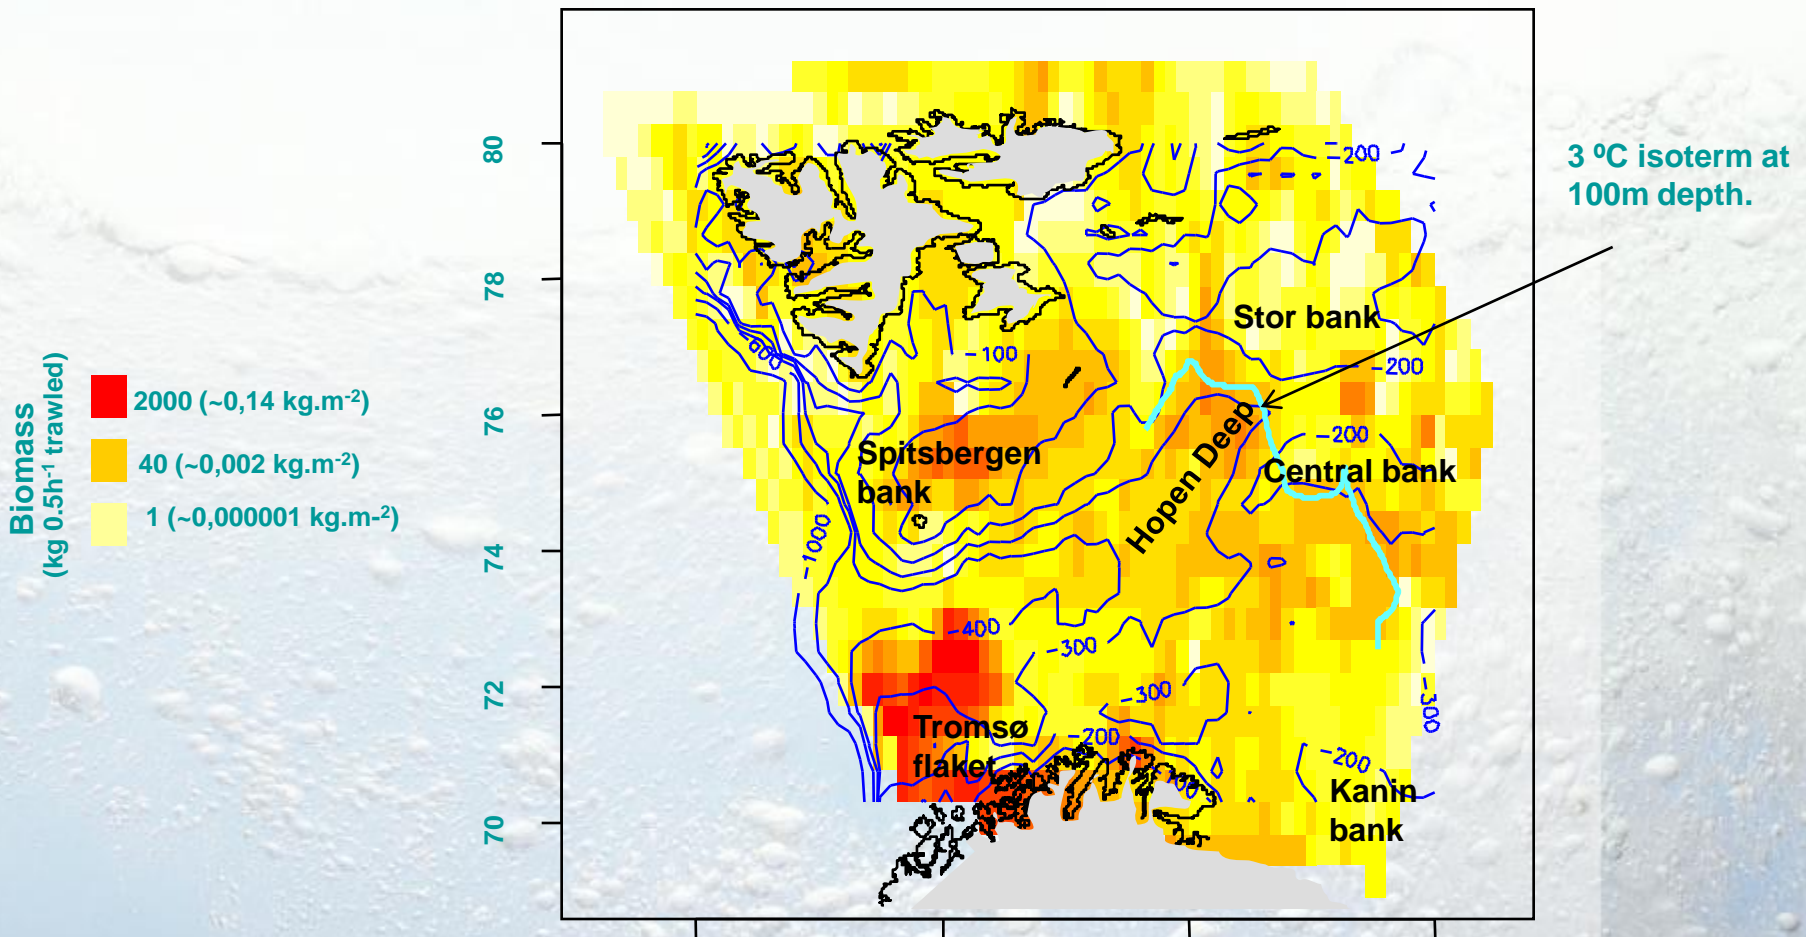 80
78
76
74
72
70
Biomass
(kg 0.5h-1 trawled)
2000 (~0,14 kg.m-2)
40 (~0,002 kg.m-2)
1 (~0,000001 kg.m-2)
3 ºC isoterm at
100m depth.
-200
Stor bank
-600
-100
-200
-200
Spitsbergen
bank
Hopen Deep
Central bank
-1000
-400
-300
-300
-300
Tromsø
flaket
-200
-200
Kanin
bank